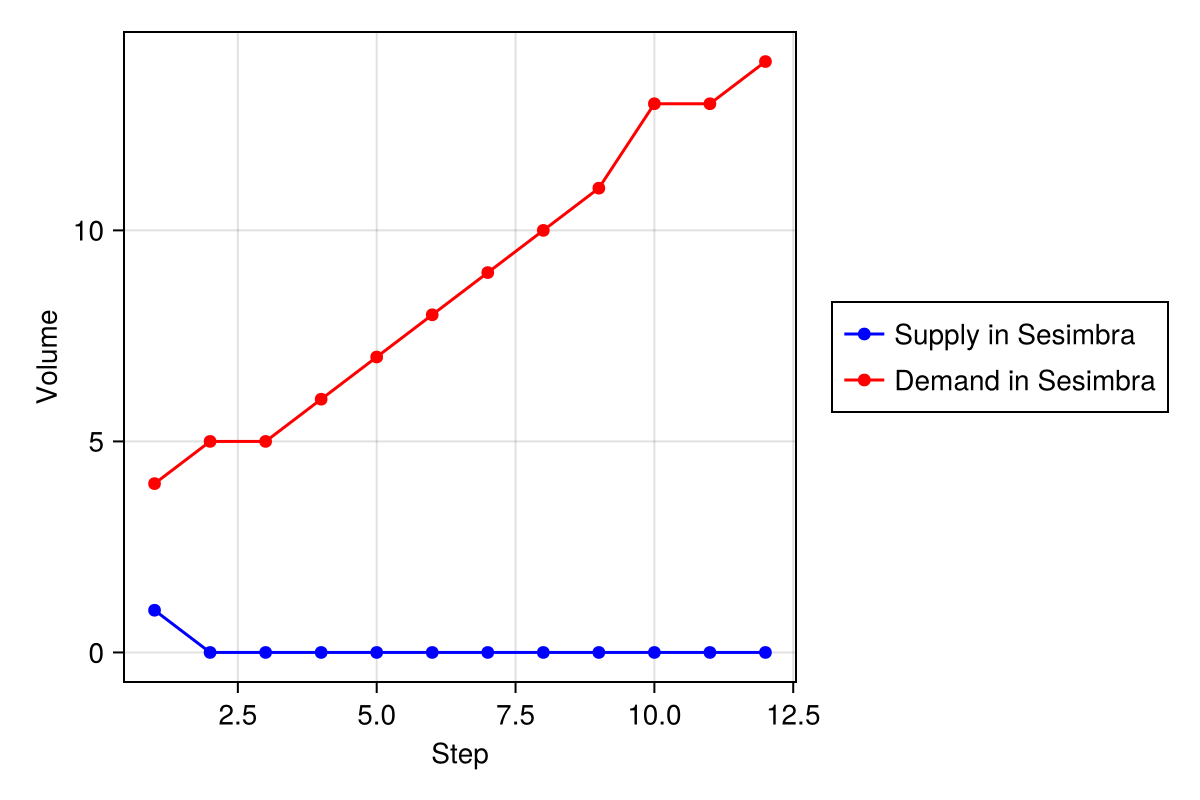 10
5
0
Volume
2.5 5.0 7.5 10.0 12.5
Step
Supply in Sesimbra
Demand in Sesimbra